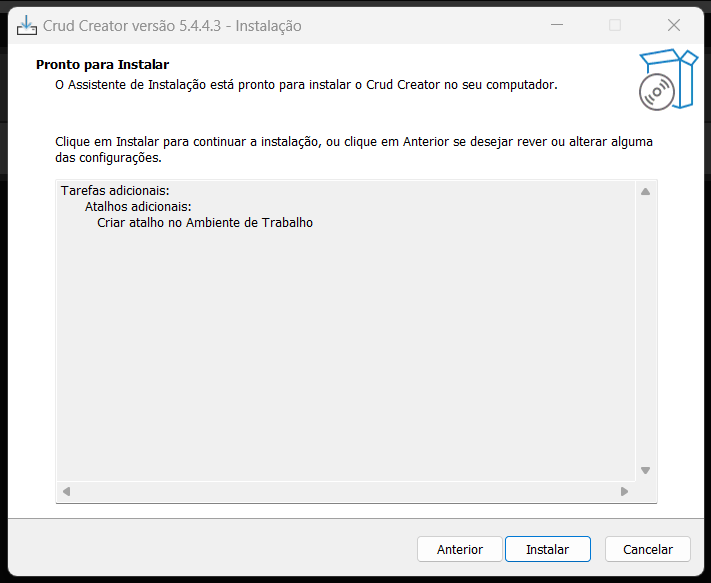 Crud Creator versão 5.4.4.3 - Instalação
Pronto para Instalar
O Assistente de Instalação está pronto para instalar o Crud Creator no seu computador.
Clique em Instalar para continuar a instalação, ou clique em Anterior se desejar rever ou alterar alguma
das configurações.
Tarefas adicionais:
Atalhos adicionais:
Criar atalho no Ambiente de Trabalho
Anterior
Instalar
Cancelar